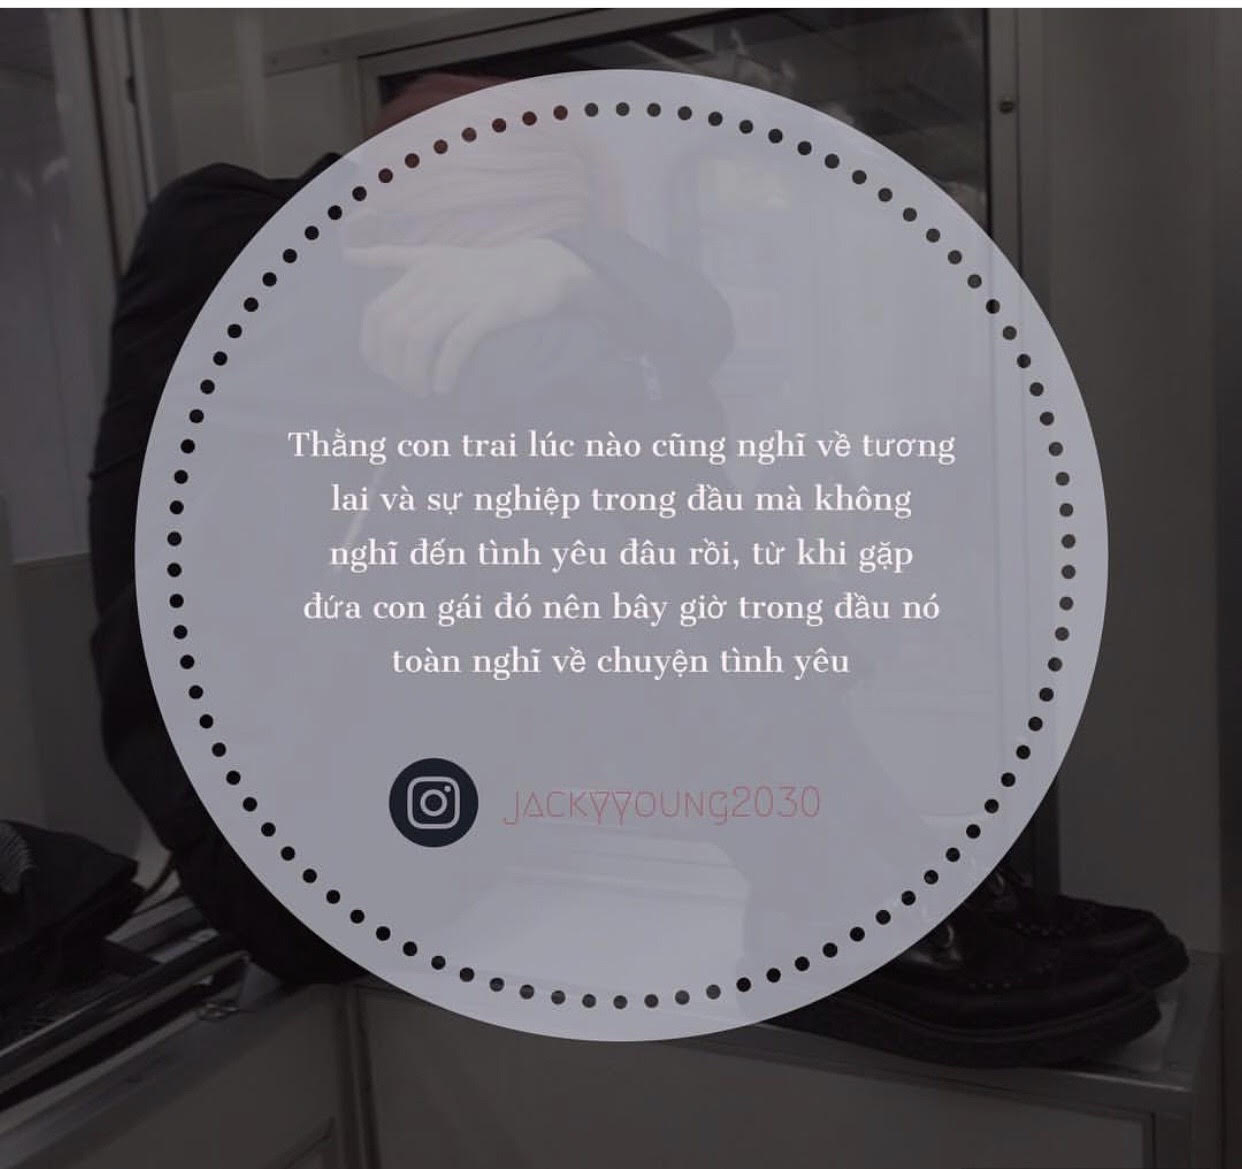 Thằng con trai lúc nào cũng nghĩ về tương
lai và sự nghiệp trong đầu mà không
nghĩ đến tình yêu đâu rồi, từ khi gặp
đứa con gái đó nên bây giờ trong đầu nó
toàn nghĩ về chuyện tình yêu
JACKYYOUNG2030